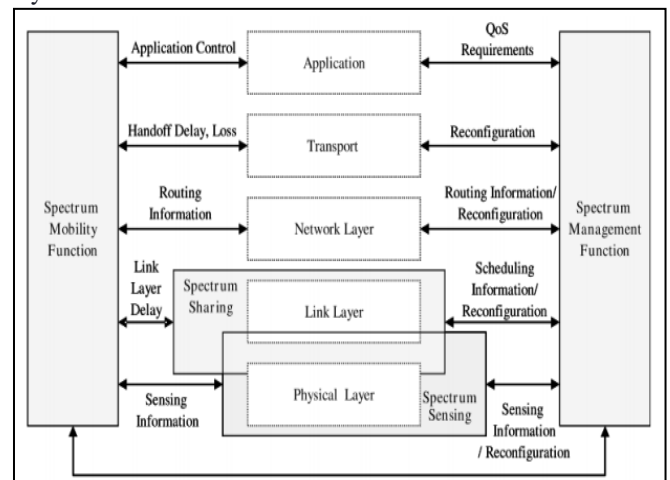 Application Control
Application
QoS
Requirements
Handoff Delay, Loss
Transport
Reconfiguration
Spectrum
Mobility
Function
Routing
Information
Network Layer
Routing Information/
Reconfiguration
Spectrum
Management
Function
Link
Layer
Delay
Spectrum
Sharing
Link Layer
Scheduling
Information/
Reconfiguration
Sensing
Information
Physical Layer
Spectrum
Sensing
Sensing
Information
/ Reconfiguration